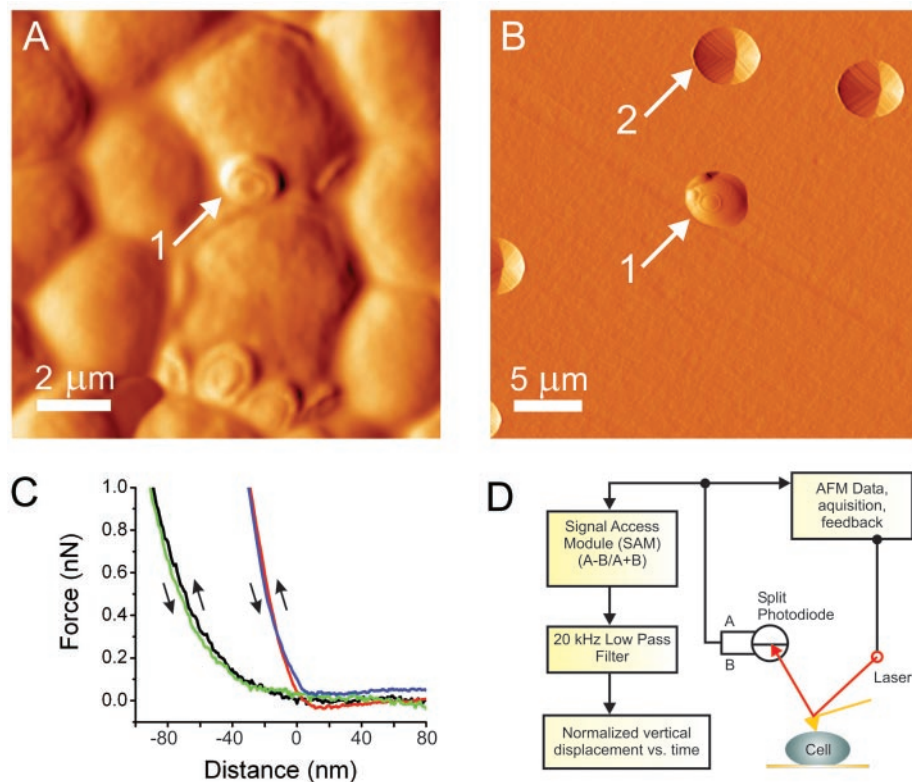 A
1
2 μm
B
2
1
5 μm
C
Force (nN)
1.0
0.8
0.6
0.4
0.2
0.0
-80
-40
0
40
80
Distance (nm)
D
Signal Access
Module (SAM)
(A-B/A+B)
20 kHz Low Pass
Filter
Normalized vertical
displacement vs. time
AFM Data,
aquisition,
feedback
Split
Photodiode
A
B
Laser
Cell